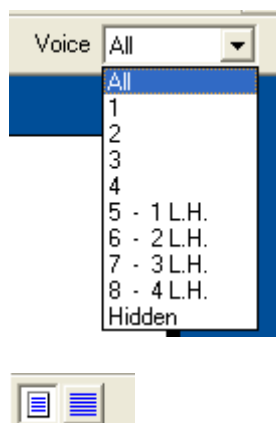 Voice All
All
1
2
3
4
5 - 1 L.H.
6 - 2 L.H.
7 - 3 L.H.
8 - 4 L.H.
Hidden